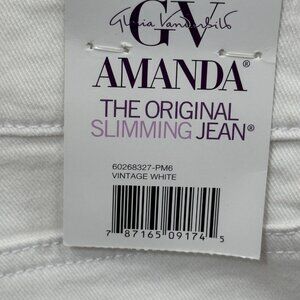 GV
Gloria Vanderbilt
AMANDA®
THE ORIGINAL
SLIMMING JEAN®
60268327-PM6
VINTAGE WHITE
7 87165 09174 5